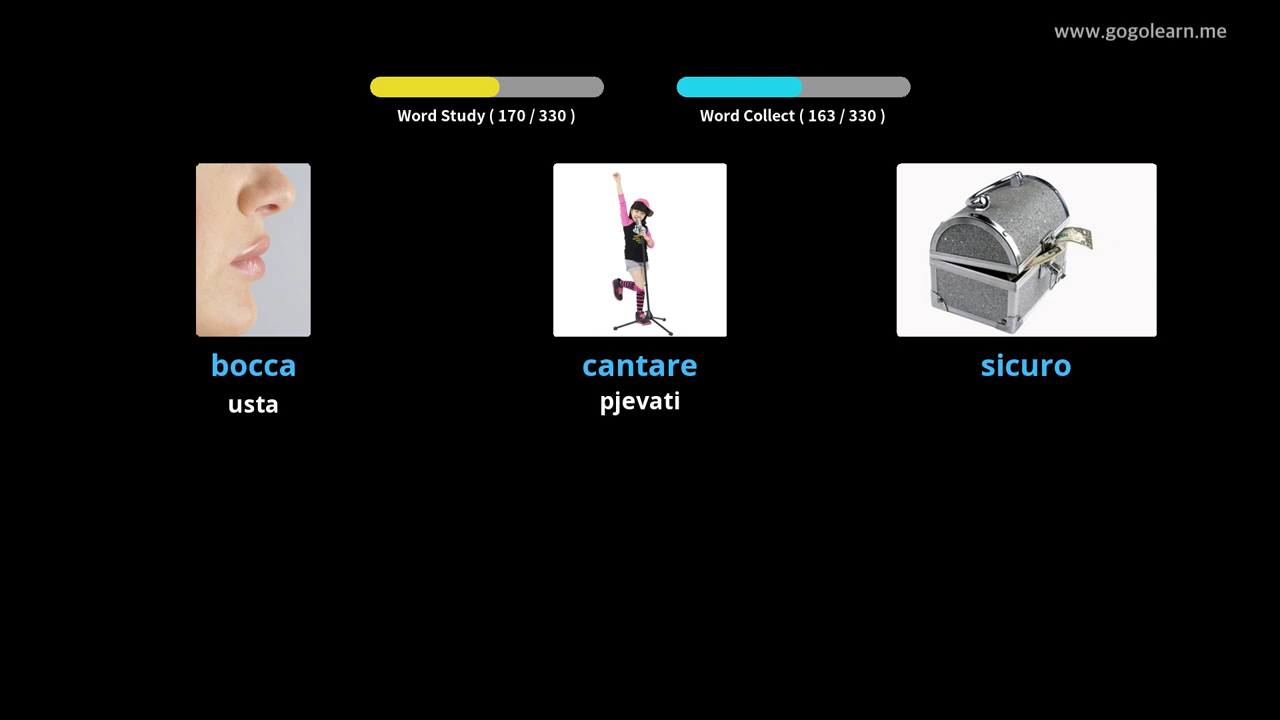 www.gogolearn.me
Word Study ( 170 / 330 )
Word Collect ( 163 / 330 )
bocca
cantare
sicuro
usta
pjevati